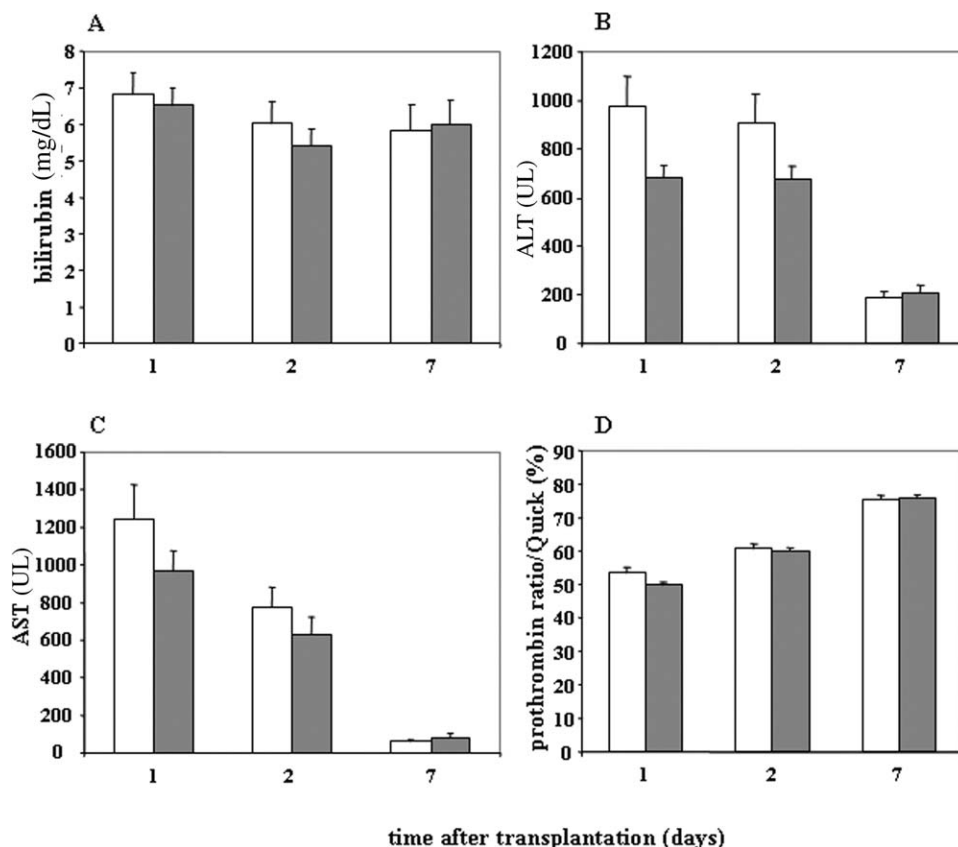 A
bilirubin (mg/dL)
8
7
6
5
4
3
2
1
0
1 2 7
B
ALT (UL)
1200
1000
800
600
400
200
0
1 2 7
C
AST (UL)
1600
1400
1200
1000
800
600
400
200
0
1 2 7
D
prothrombin ratio/Quick (%)
90
80
70
60
50
40
30
20
10
0
1 2 7
time after transplantation (days)